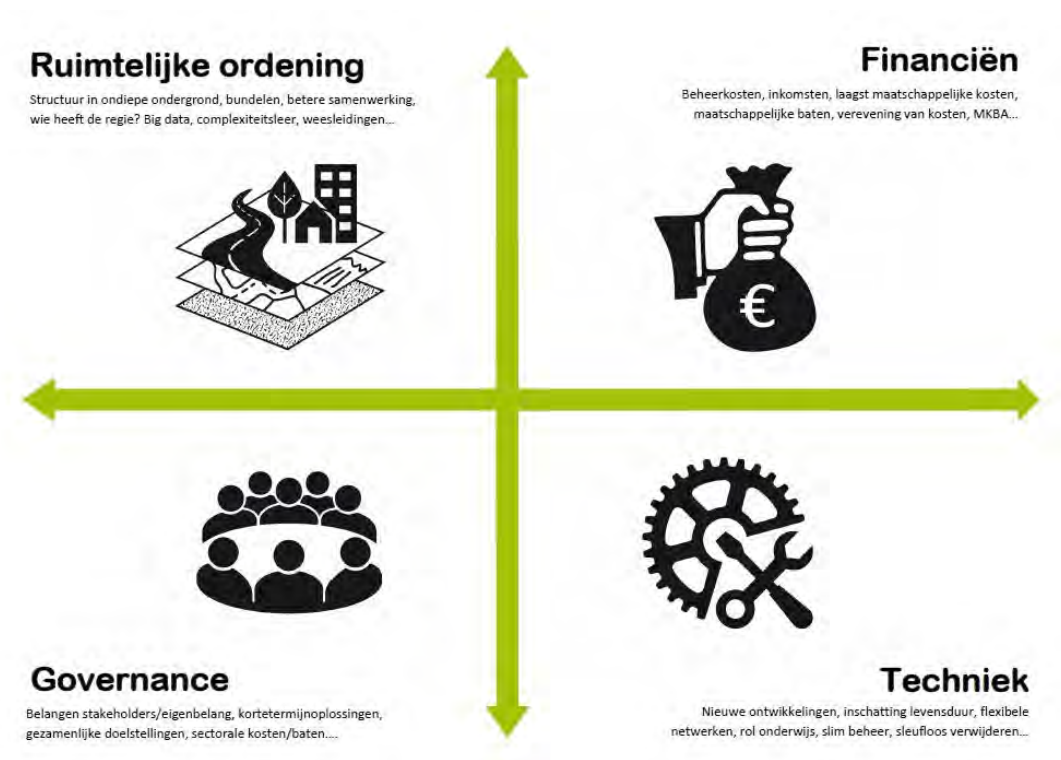 Ruimtelijke ordening
Structuur in ondiepe ondergrond, bundelen, betere samenwerking,
wie heeft de regie? Big data, complexiteitsleer, weesleidingen...
Financiën
Beheerkosten, inkomsten, laagst maatschappelijke kosten,
maatschappelijke baten, verevening van kosten, MKBA...
€
Governance
Belangen stakeholders/eigenbelang, kortetermijnoplossingen,
gezamenlijke doelstellingen, sectorale kosten/baten....
Techniek
Nieuwe ontwikkelingen, inschatting levensduur, flexibele
netwerken, rol onderwijs, slim beheer, sleufloos verwijderen...